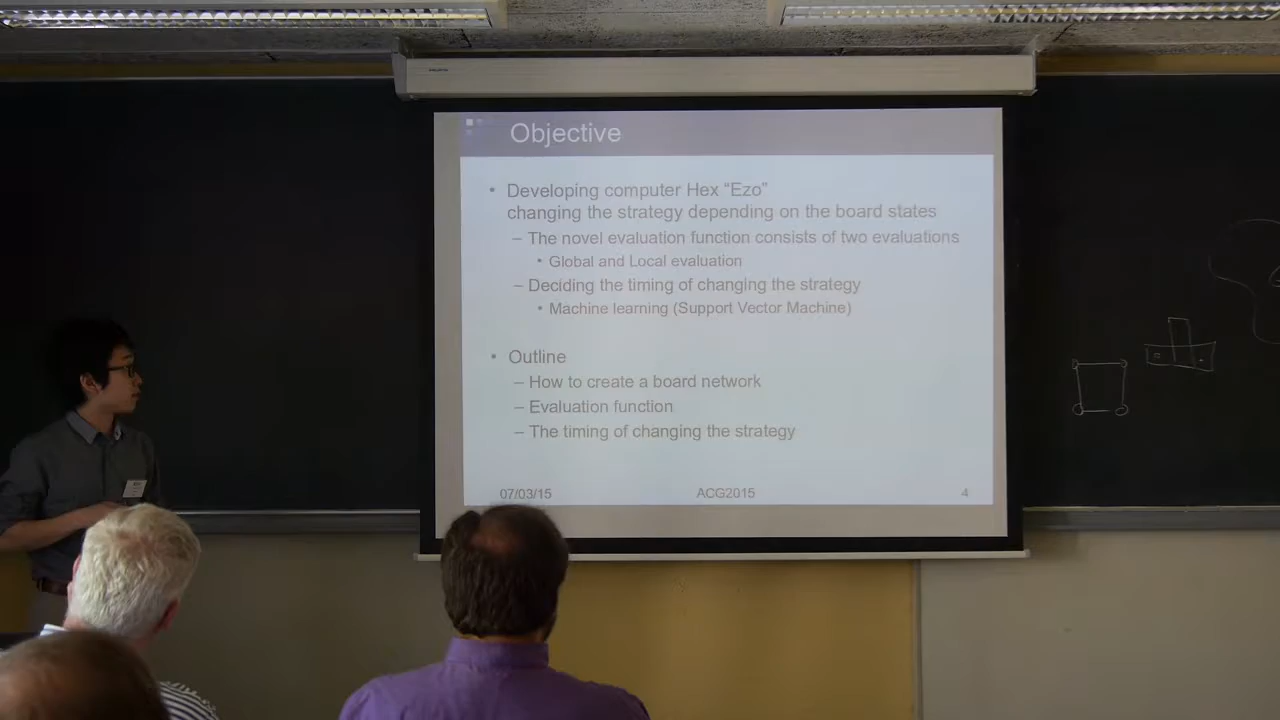 Objective
• Developing computer Hex “Ezo”
changing the strategy depending on the board states
– The novel evaluation function consists of two evaluations
• Global and Local evaluation
– Deciding the timing of changing the strategy
• Machine learning (Support Vector Machine)
• Outline
– How to create a board network
– Evaluation function
– The timing of changing the strategy
07/03/15 ACG2015 4